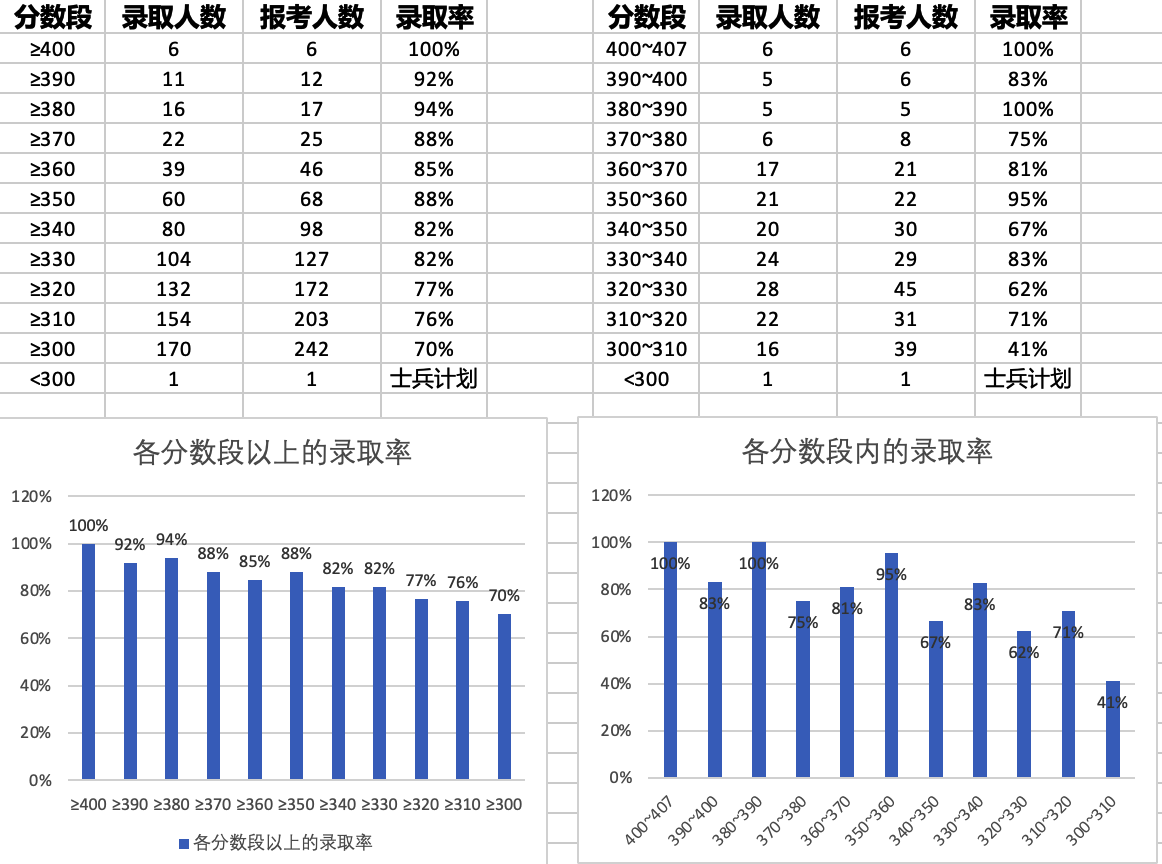 分数段 录取人数 报考人数 录取率 分数段 录取人数 报考人数 录取率
≥400 6 6 100% 400~407 6 6 100%
≥390 11 12 92% 390~400 5 6 83%
≥380 16 17 94% 380~390 5 5 100%
≥370 22 25 88% 370~380 6 8 75%
≥360 39 46 85% 360~370 17 21 81%
≥350 60 68 88% 350~360 21 22 95%
≥340 80 98 82% 340~350 20 30 67%
≥330 104 127 82% 330~340 24 29 83%
≥320 132 172 77% 320~330 28 45 62%
≥310 154 203 76% 310~320 22 31 71%
≥300 170 242 70% 300~310 16 39 41%
<300 1 1 士兵计划 <300 1 1 士兵计划
各分数段以上的录取率
120%
100%
80%
60%
40%
20%
0%
100% 92% 94% 88% 85% 88% 82% 82% 77% 76% 70%
≥400 ≥390 ≥380 ≥370 ≥360 ≥350 ≥340 ≥330 ≥320 ≥310 ≥300
各分数段以上的录取率
各分数段内的录取率
120%
100%
80%
60%
40%
20%
0%
100% 83% 100% 75% 81% 95% 67% 83% 62% 71% 41%
400~407 390~400 380~390 370~380 360~370 350~360 340~350 330~340 320~330 310~320 300~310